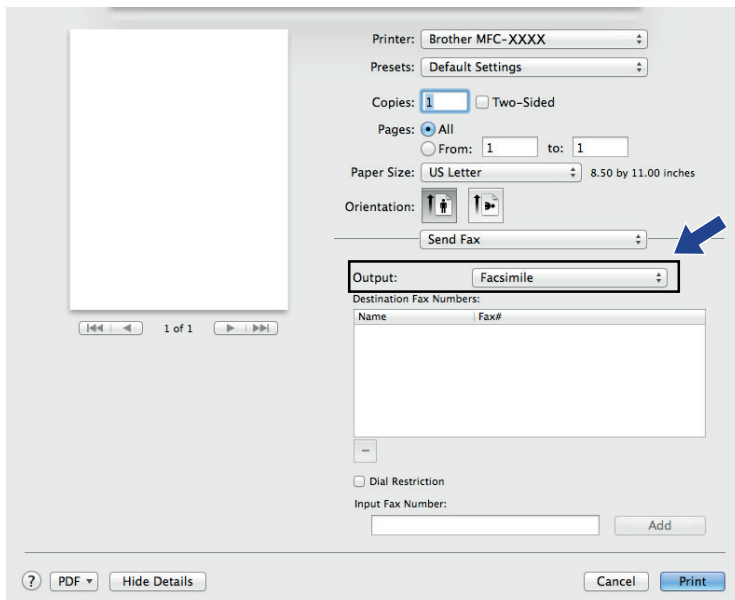 Printer: Brother MFC-XXXX
Presets: Default Settings
Copies: 1 Two-Sided
Pages: All
From: 1 to: 1
Paper Size: US Letter 8.50 by 11.00 inches
Orientation:
Send Fax
Output: Facsimile
Destination Fax Numbers:
Name Fax#
1 of 1
–
Dial Restriction
Input Fax Number:
Add
? PDF Hide Details Cancel Print